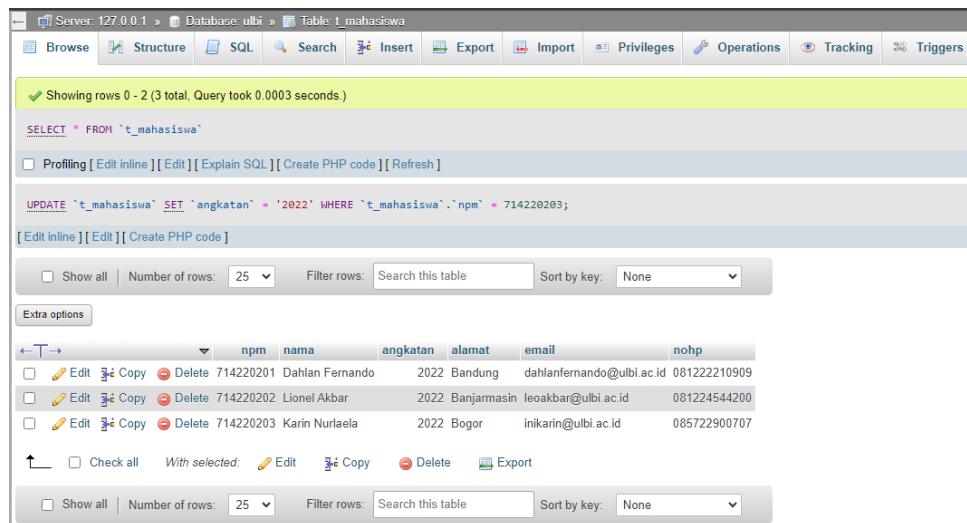 Server: 127.0.0.1 » Database: ulbi » Table: t_mahasiswa
Browse Structure SQL Search Insert Export Import Privileges Operations Tracking Triggers
Showing rows 0 - 2 (3 total, Query took 0.0003 seconds.)
SELECT * FROM `t_mahasiswa`
Profiling [ Edit inline ] [ Edit ] [ Explain SQL ] [ Create PHP code ] [ Refresh ]
UPDATE `t_mahasiswa` SET `angkatan` = '2022' WHERE `t_mahasiswa`.`npm` = 714220203;
[ Edit inline ] [ Edit ] [ Create PHP code ]
Show all Number of rows: 25 Filter rows: Search this table Sort by key: None
Extra options
npm nama angkatan alamat email nohp
Edit Copy Delete 714220201 Dahlan Fernando 2022 Bandung dahlanfernando@ulbi.ac.id 081222210909
Edit Copy Delete 714220202 Lionel Akbar 2022 Banjarmasin leoakbar@ulbi.ac.id 081224544200
Edit Copy Delete 714220203 Karin Nurlaela 2022 Bogor inikarin@ulbi.ac.id 085722900707
Check all With selected: Edit Copy Delete Export
Show all Number of rows: 25 Filter rows: Search this table Sort by key: None